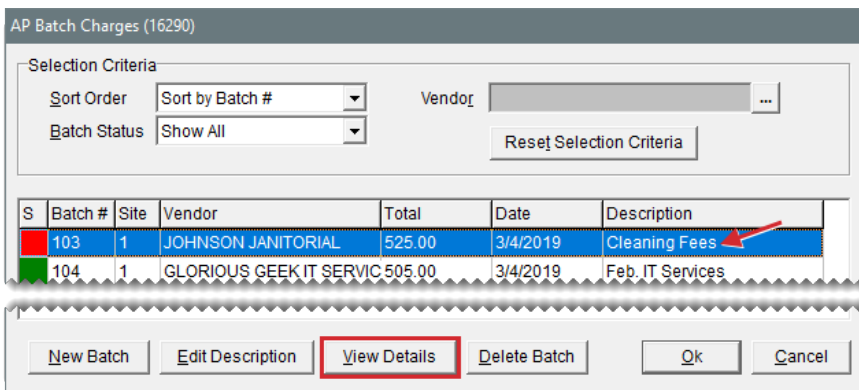 AP Batch Charges (16290)
Selection Criteria
Sort Order Sort by Batch # Vendor ...
Batch Status Show All Reset Selection Criteria
S Batch # Site Vendor Total Date Description
103 1 JOHNSON JANITORIAL 525.00 3/4/2019 Cleaning Fees
104 1 GLORIOUS GEEK IT SERVIC 505.00 3/4/2019 Feb. IT Services
New Batch Edit Description View Details Delete Batch Ok Cancel